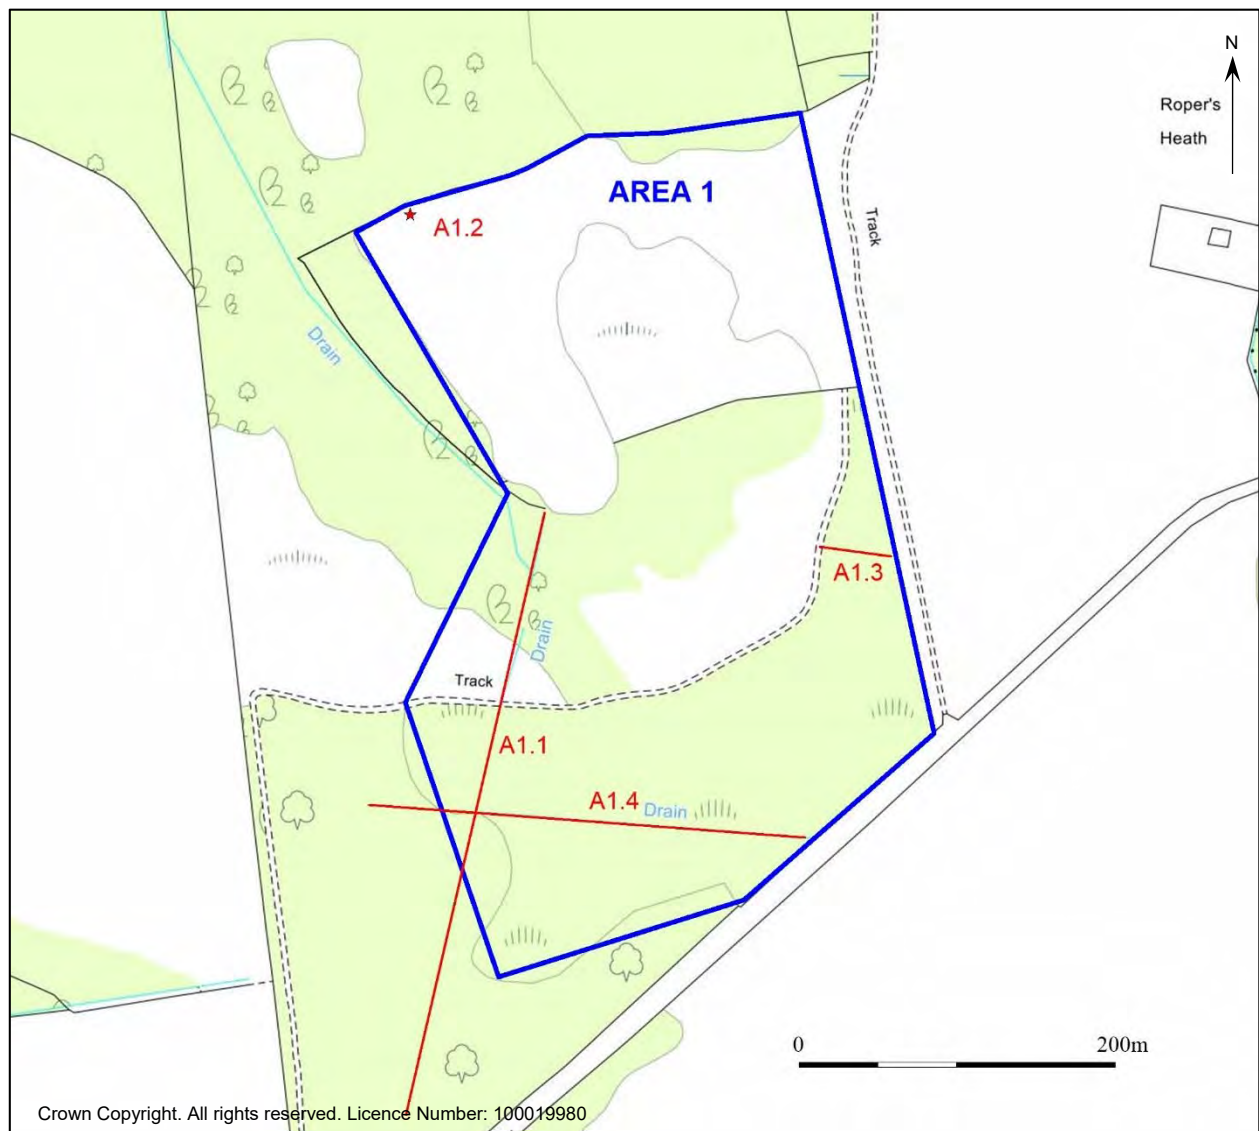 N
Roper's
Heath
AREA 1
A1.2
Track
Drain
A1.3
Drain
Track
A1.1
A1.4
Drain
0 200m
Crown Copyright. All rights reserved. Licence Number: 100019980